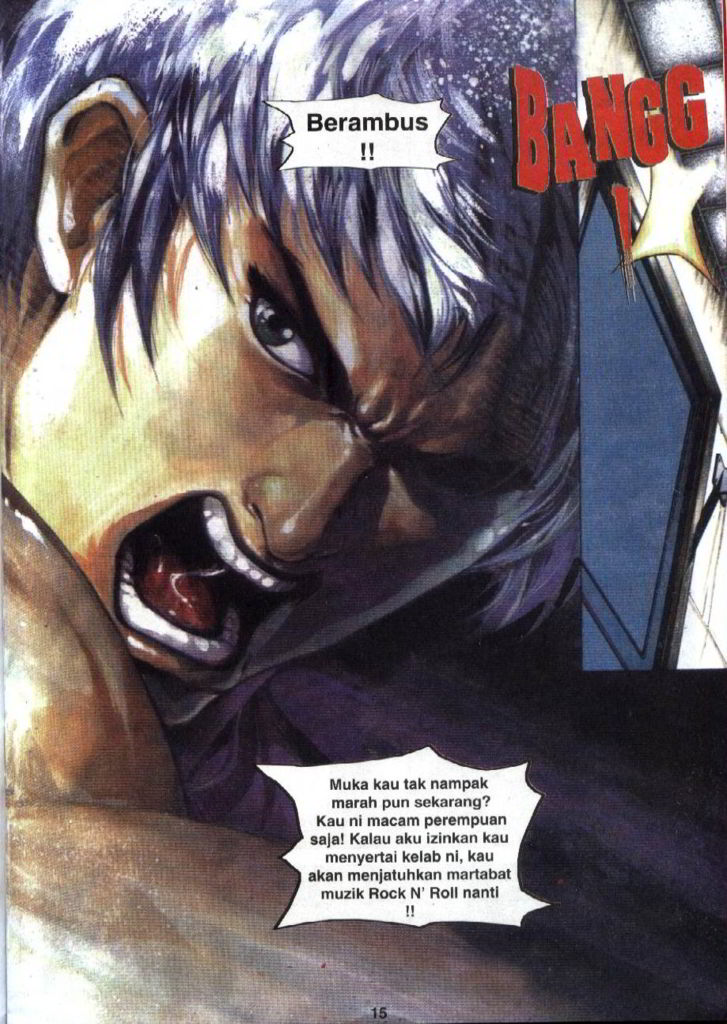 Berambus
!!
BANGG
!
Muka kau tak nampak
marah pun sekarang?
Kau ni macam perempuan
saja! Kalau aku izinkan kau
menyertai kelab ni, kau
akan menjatuhkan martabat
muzik Rock N' Roll nanti
!!
15